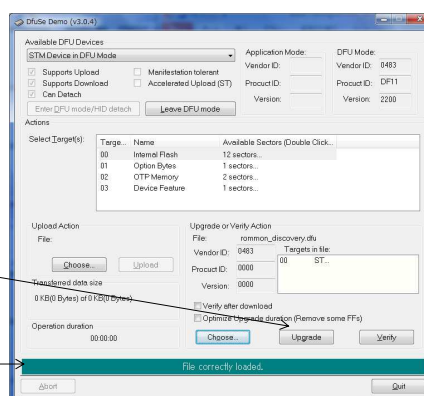 DfuSe Demo (v3.0.4)
Available DFU Devices
STM Device in DFU Mode
Supports Upload
Manifestation tolerant
Supports Download
Accelerated Upload (ST)
Can Detach
Enter DFU mode/HID detach
Leave DFU mode
Application Mode:
Vendor ID:
Procuct ID:
Version:
DFU Mode:
Vendor ID: 0483
Procuct ID: DF11
Version: 2200
Actions
Select Target(s):
Targe... Name Available Sectors (Double Click...
00 Internal Flash 12 sectors...
01 Option Bytes 1 sectors...
02 OTP Memory 2 sectors...
03 Device Feature 1 sectors...
Upload Action
File:
Choose... Upload
Transferred data size
0 KB(0 Bytes) of 0 KB(0 Bytes)
Operation duration
00:00:00
Upgrade or Verify Action
File: rommon_discovery.dfu
Vendor ID: 0483
Procuct ID: 0000
Version: 0000
Targets in file:
00 ST...
Verify after download
Optimize Upgrade duration (Remove some FFs)
Choose... Upgrade Verify
File correctly loaded.
Abort Quit